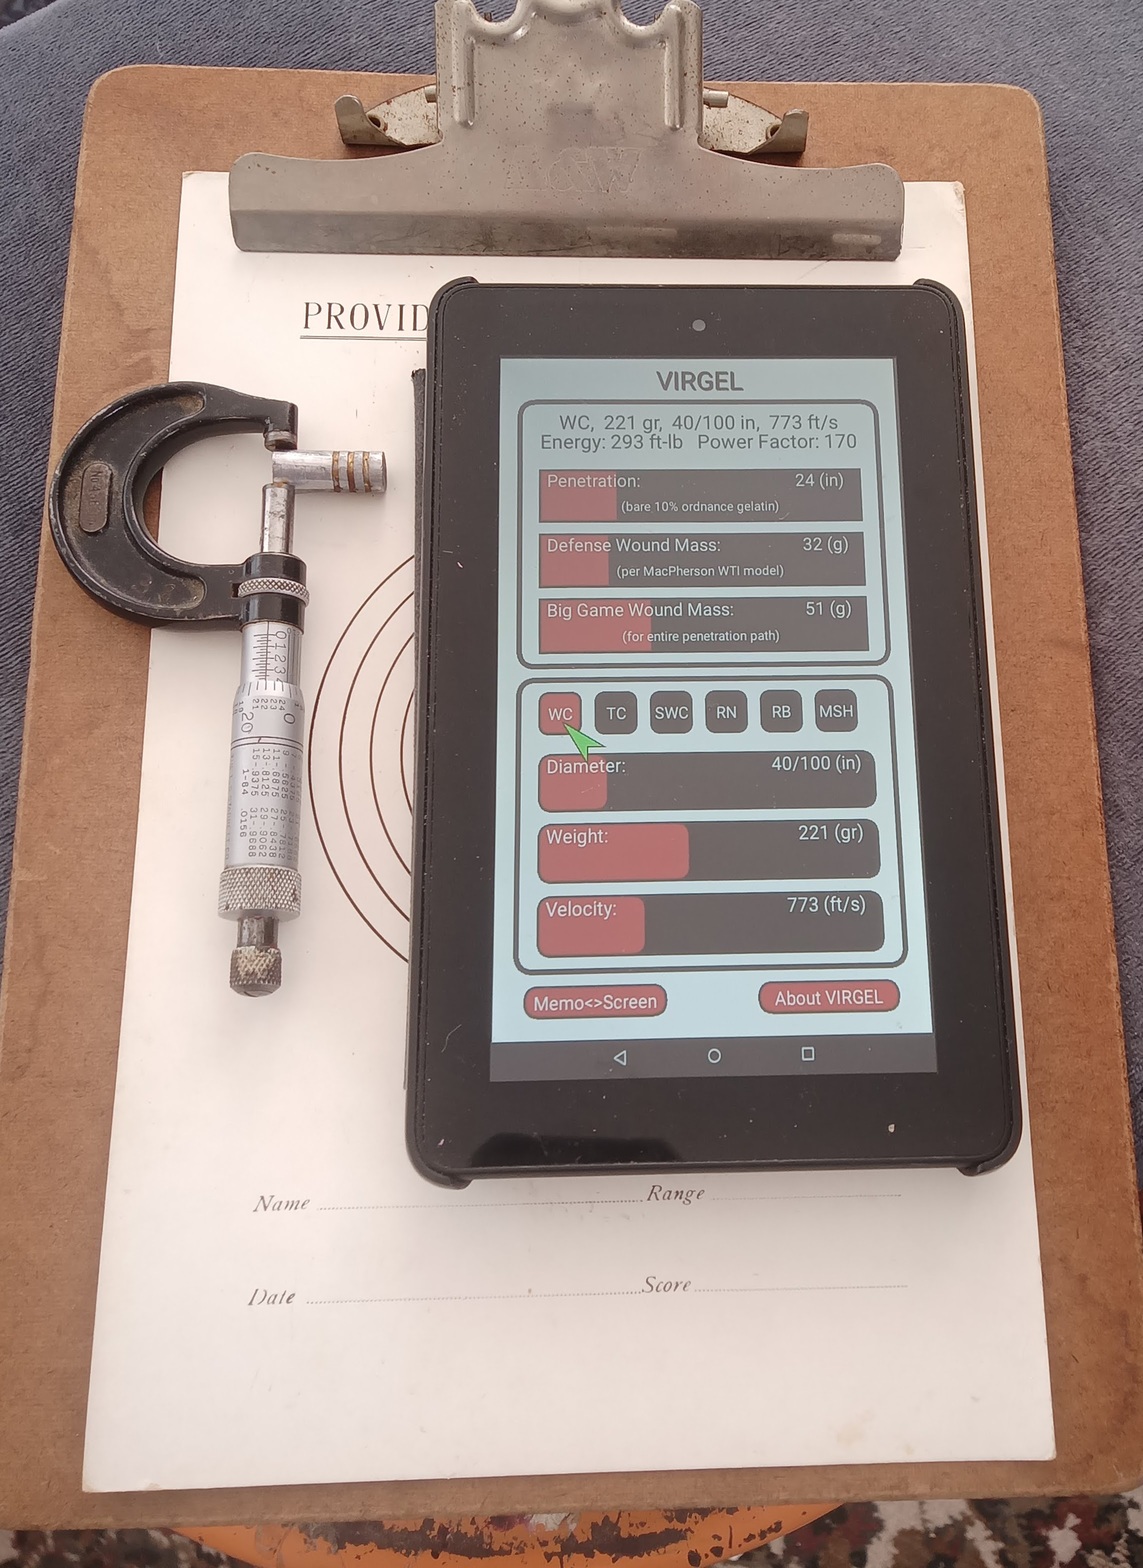 PROVID
VIRGEL
WC, 221 gr, 40/100 in, 773 ft/s
Energy: 293 ft-lb Power Factor: 170
Penetration: 24 (in)
(bare 10% ordnance gelatin)
Defense Wound Mass: 32 (g)
(per MacPherson WTI model)
Big Game Wound Mass: 51 (g)
(for entire penetration path)
WC TC SWC RN RB MSH
Diameter: 40/100 (in)
Weight: 221 (gr)
Velocity: 773 (ft/s)
Memo<>Screen About VIRGEL
Name Range
Date Score